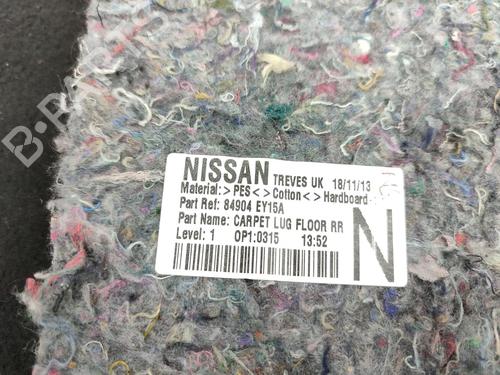 NISSAN TREVES UK 18/11/13
Material:>PES<>Cotton<>Hardboard
Part Ref: 84904 EY15A
Part Name: CARPET LUG FLOOR RR
Level: 1 OP1:0315 13:52
N
B-PARTS